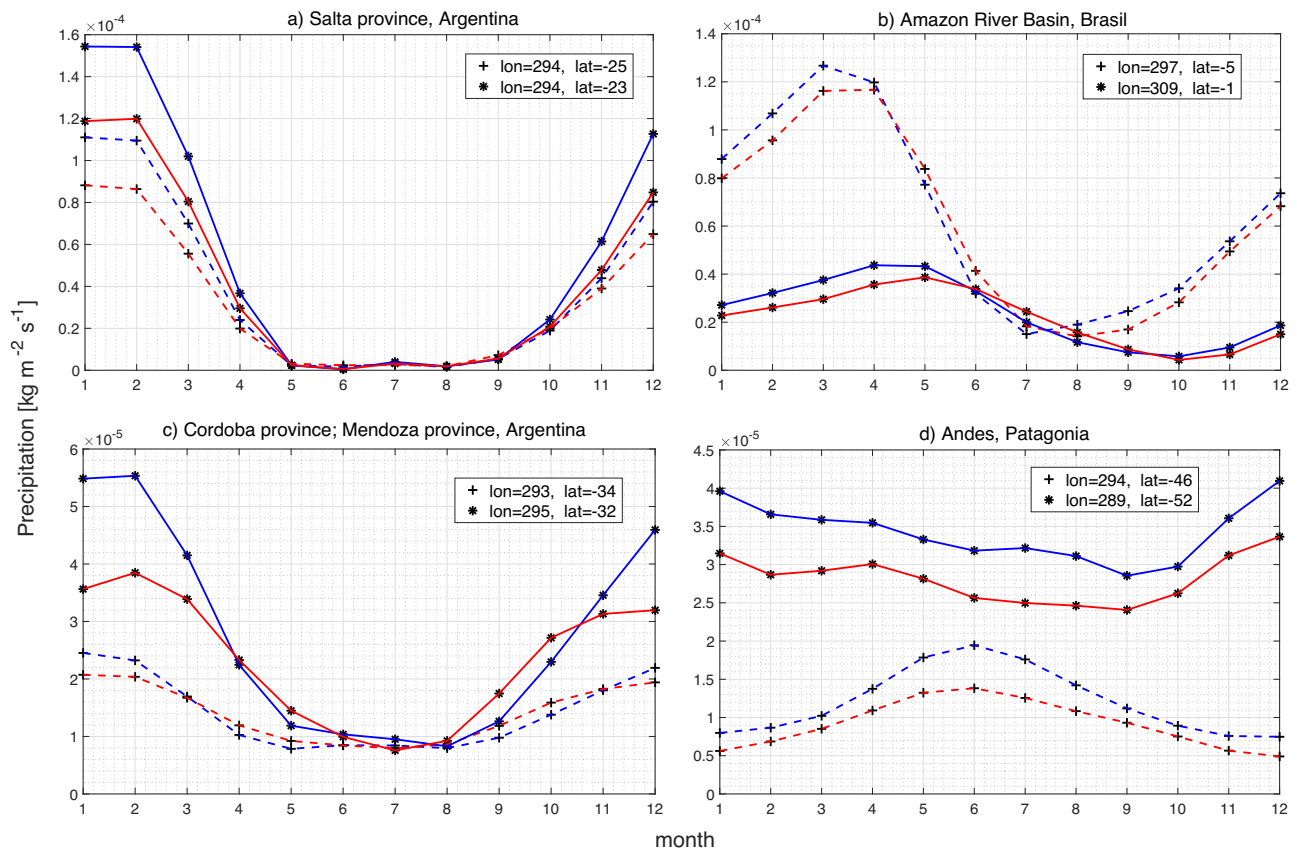 a) Salta province, Argentina
×10⁻⁴
1.6
1.4
1.2
1
0.8
0.6
0.4
0.2
0
lon=294, lat=-25
lon=294, lat=-23
1 2 3 4 5 6 7 8 9 10 11 12
b) Amazon River Basin, Brasil
×10⁻⁴
1.4
1.2
1
0.8
0.6
0.4
0.2
0
lon=297, lat=-5
lon=309, lat=-1
1 2 3 4 5 6 7 8 9 10 11 12
Precipitation [kg m⁻² s⁻¹]
c) Cordoba province; Mendoza province, Argentina
×10⁻⁵
6
5
4
3
2
1
0
lon=293, lat=-34
lon=295, lat=-32
1 2 3 4 5 6 7 8 9 10 11 12
d) Andes, Patagonia
×10⁻⁵
4.5
4
3.5
3
2.5
2
1.5
1
0.5
0
lon=294, lat=-46
lon=289, lat=-52
1 2 3 4 5 6 7 8 9 10 11 12
month